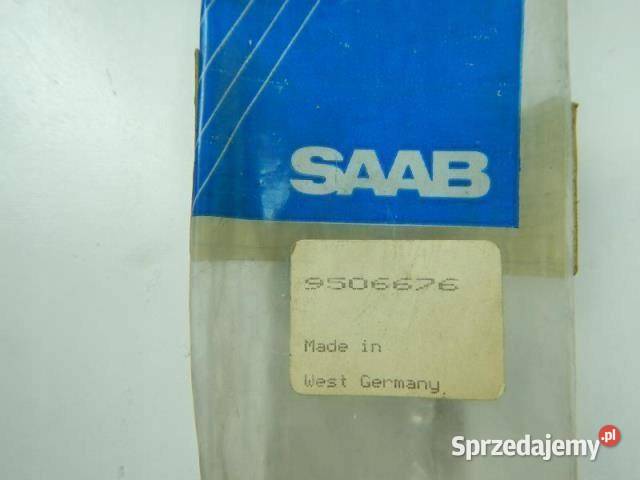 SAAB
9506676
Made in
West Germany
Sprzedajemy.pl